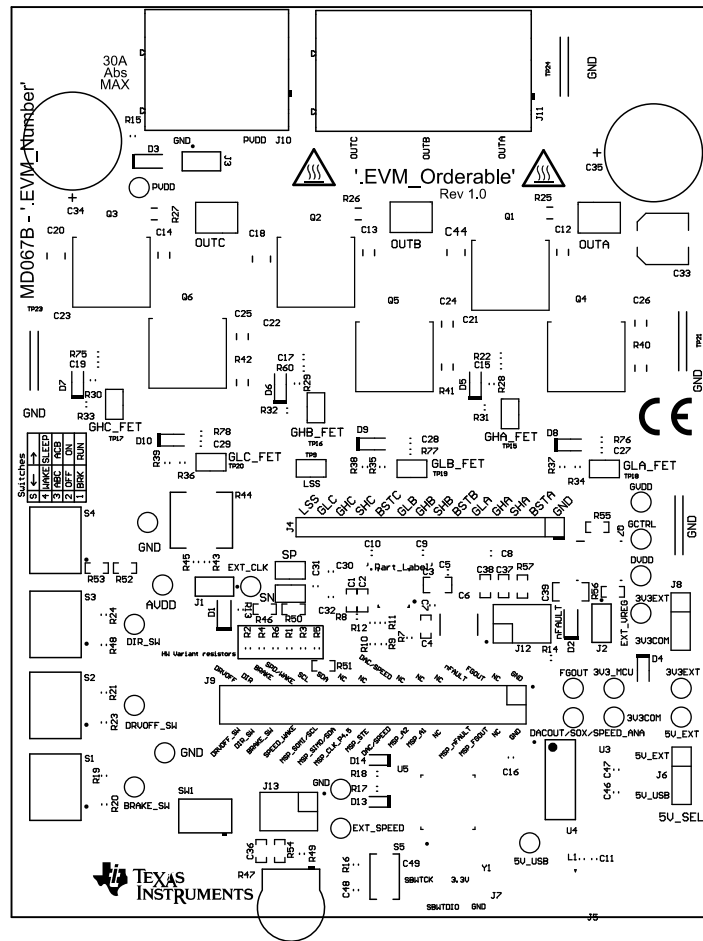 30A
Abs
MAX
MD067B - '.EVM_Number'
R15
GND
PVDD
J10
OUTC
OUTB
OUTA
J11
TP24
GND
D3
J3
PVDD
'.EVM_Orderable'
Rev 1.0
C34
C35
Q3
R27
OUTC
Q2
R26
OUTB
Q1
R25
OUTA
C20
C14
C18
C13
C44
C12
C33
TP23
C23
Q6
C25
C22
R42
Q5
C24
C21
R41
Q4
C26
R40
TP21
GND
GND
R75
C19
D7
R30
R33
GHC_FET
TP17
C17
R60
D6
R29
R32
GHB_FET
TP16
R22
C15
D5
R28
R31
GHA_FET
TP15
Switches
S ← →
4 WAKE SLEEP
3 ABC ACB
2 OFF ON
1 BRK RUN
D10
R78
C29
R39
R36
GLC_FET
TP20
TP9
LSS
D9
C28
R77
R38
R35
GLB_FET
TP19
D8
R76
C27
R37
R34
GLA_FET
TP18
GVDD
GCTRL
DVDD
S4
R53
R52
GND
R44
R45
R43
J4
LSS
GLC
GHC
SHC
BSTC
GLB
GHB
SHB
BSTB
GLA
GHA
SHA
BSTA
GND
R55
C10
C9
C8
'.Part_Label'
AVDD
J1
EXT_CLK
SP
SN
C31
C30
C32
C1
C2
C3
C5
C6
C38
C37
R57
C39
R56
3V3EXT
J8
3V3COM
S3
R24
R48
DIR_SW
D1
R13
R46
R50
R8
R12
R11
R10
R9
R7
C4
J12
nFAULT
R14
D2
J2
EXT_VREG
D4
R2
R4
R6
R1
R3
R5
HW Variant resistors
R51
J9
DRVOFF
DIR
BRAKE
SPD/WAKE
SCL
SDA
NC
NC
DAC/SPEED
NC
NC
NC
nFAULT
FGOUT
NC
GND
DRVOFF_SW
DIR_SW
BRAKE_SW
SPEED_WAKE
MSP_SOMI/SCL
MSP_SIMO/SDA
MSP_CLK_P4.5
MSP_STE
DAC/SPEED
MSP_A2
MSP_A1
NC
MSP_nFAULT
MSP_FGOUT
NC
GND
FGOUT
3V3_MCU
3V3EXT
DACOUT/SOX/SPEED_ANA
3V3COM
5V_EXT
S2
R21
R23
DRVOFF_SW
GND
S1
R19
R20
BRAKE_SW
SW1
J13
GND
EXT_SPEED
D14
R18
R17
D13
U5
C16
U4
U3
C47
C46
5V_EXT
J6
5V_USB
5V_SEL
C36
R54
R49
R47
R16
C48
S5
C49
SBWTCK
3.3V
Y1
J7
SBWTDIO
GND
5V_USB
L1
C11
J5
TEXAS
INSTRUMENTS